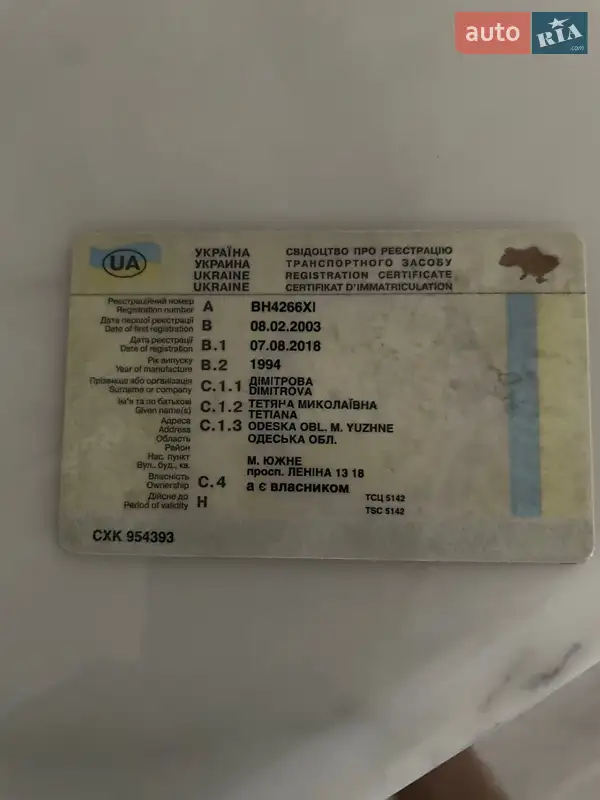 auto RIA.com
УКРАЇНА СВІДОЦТВО ПРО РЕЄСТРАЦІЮ
УКРАИНА ТРАНСПОРТНОГО ЗАСОБУ
UKRAINE REGISTRATION CERTIFICATE
UKRAINE CERTIFIKAT D'IMMATRICULATION
UA
Реєстраційний номер
Registration number A BH4266XI
Дата першої реєстрації
Date of first registration B 08.02.2003
Дата реєстрації
Date of registration B.1 07.08.2018
Рік випуску
Year of manufacture B.2 1994
Прізвище або організація C.1.1 ДІМІТРОВА
Surname or company DIMITROVA
Ім'я та по батькові C.1.2 ТЕТЯНА МИКОЛАЇВНА
Given name(s) TETIANA
Адреса C.1.3 ODESKA OBL. M. YUZHNE
Address
Область ОДЕСЬКА ОБЛ.
Район
Нас. пункт М. ЮЖНЕ
Вул., буд., кв. просп. ЛЕНІНА 13 18
Власність C.4 а є власником
Ownership
Дійсне до H ТСЦ 5142
Period of validity TSC 5142
CXK 954393